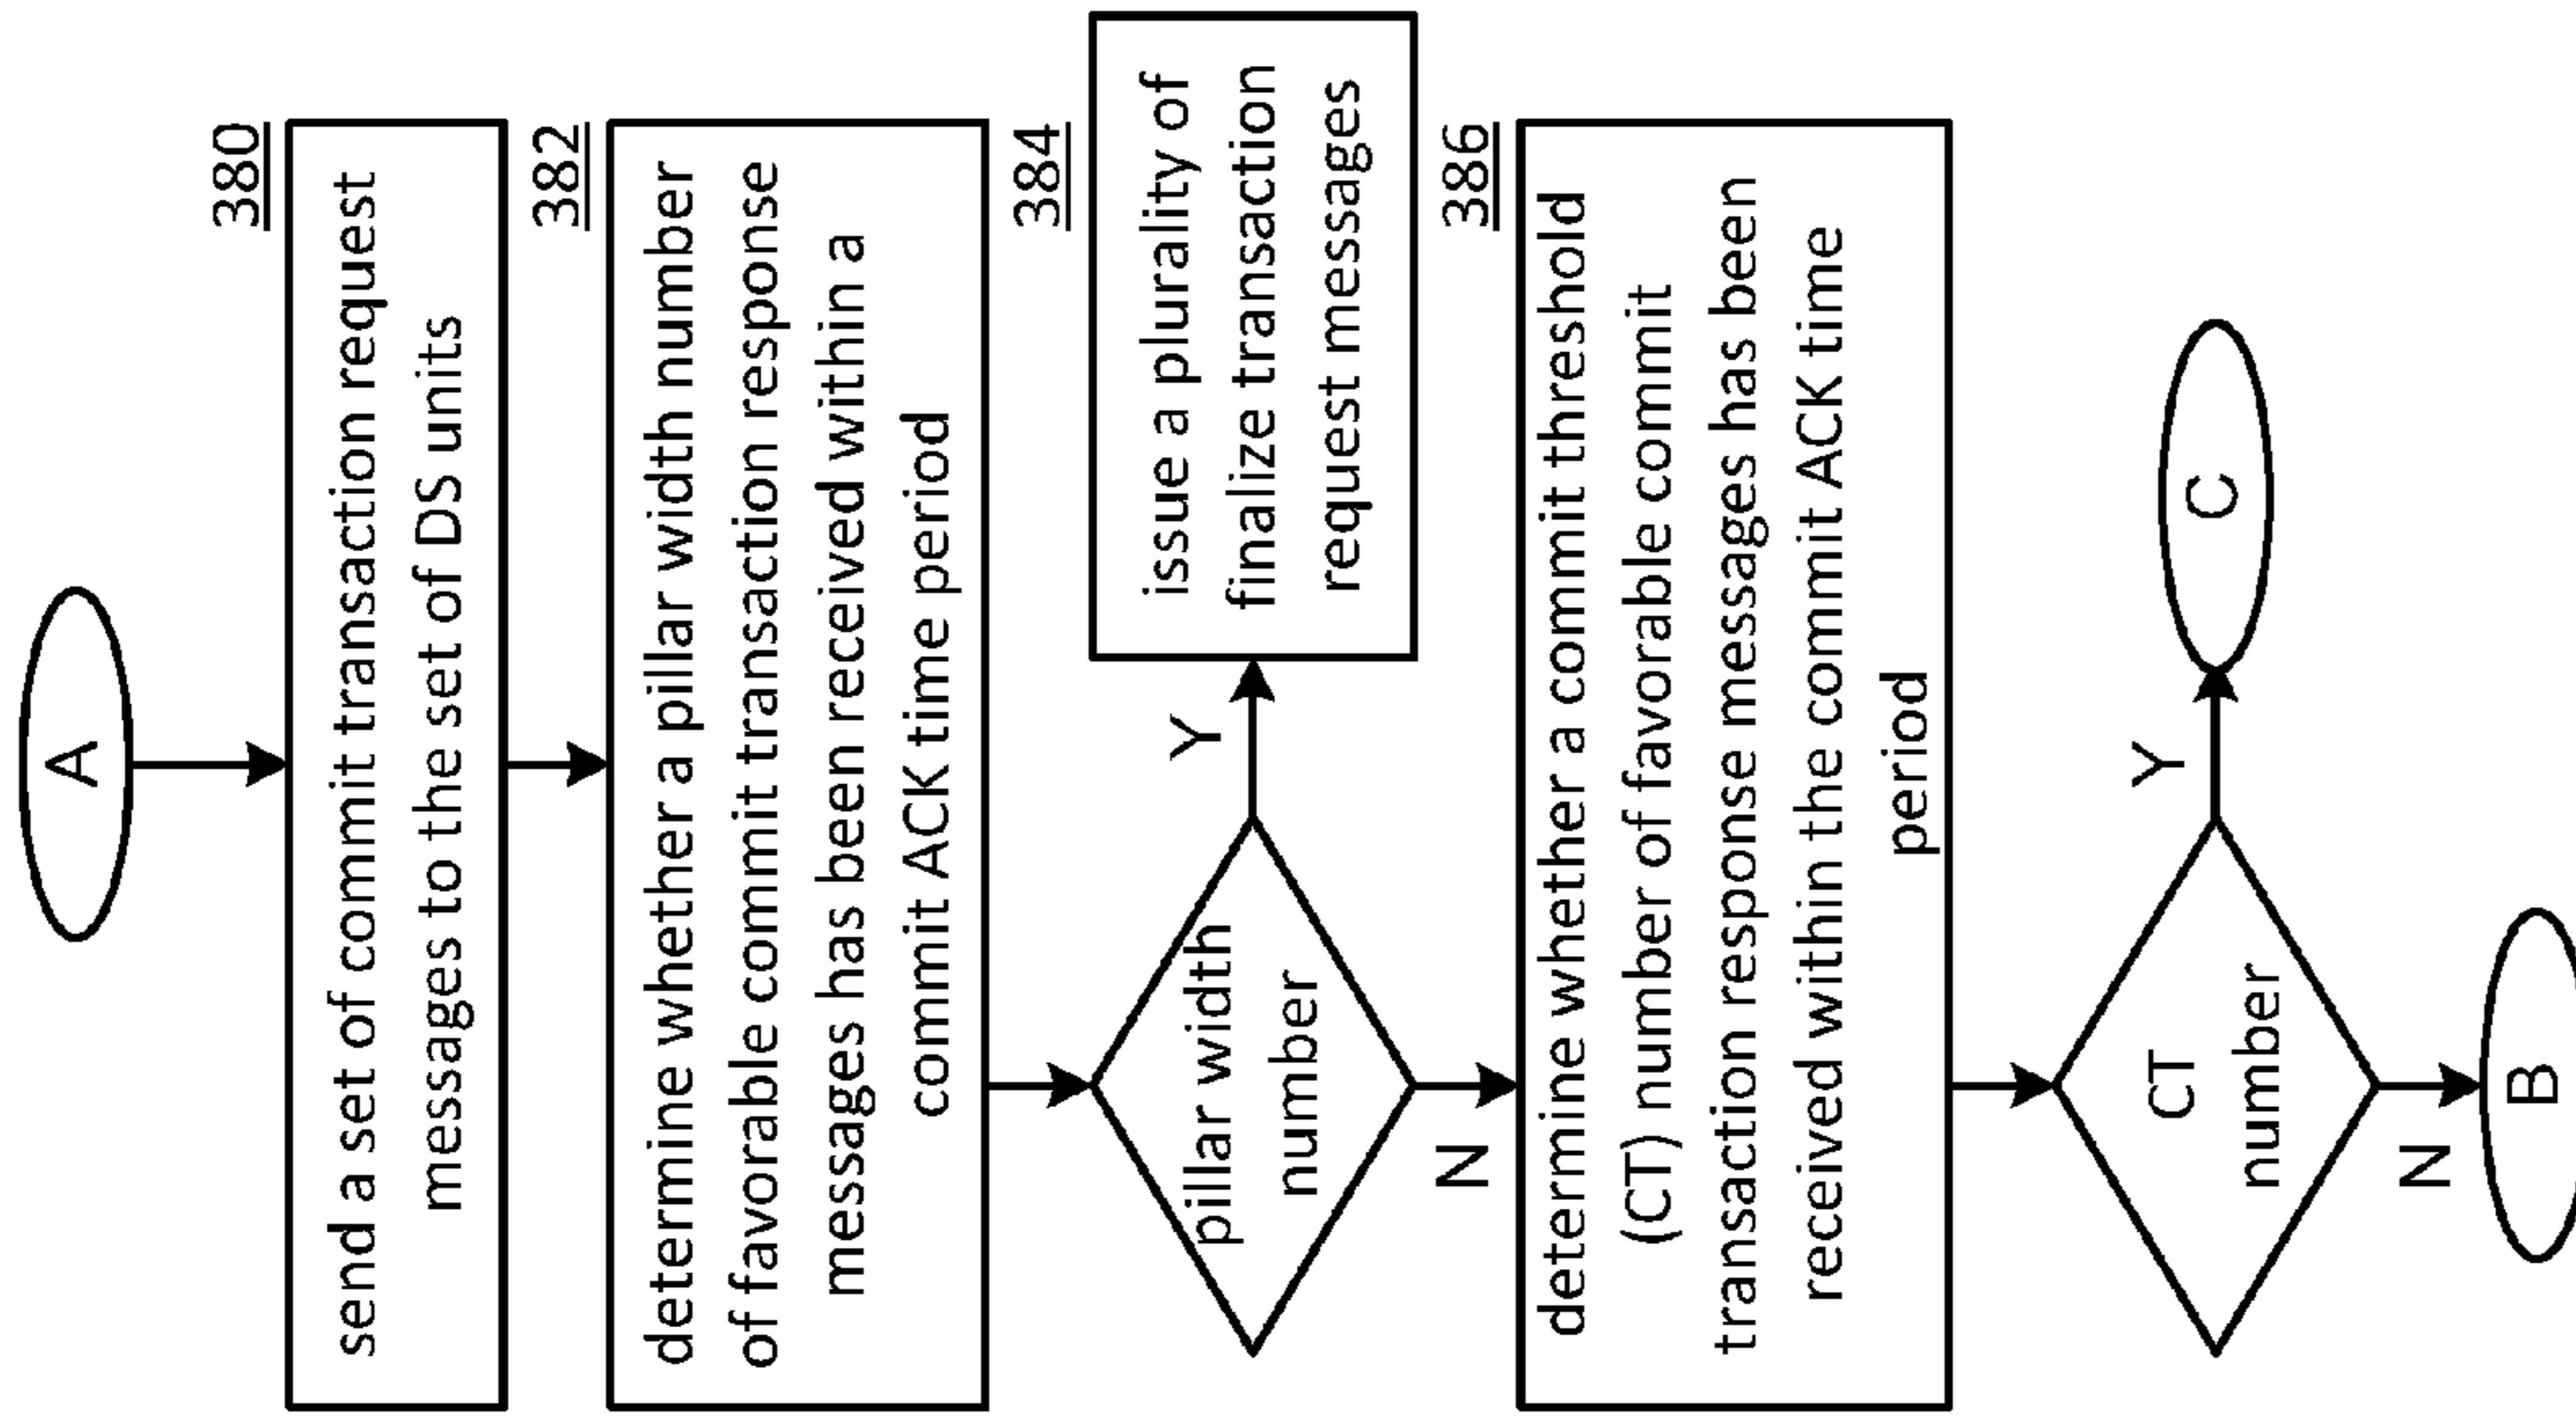 A
380
send a set of commit transaction request
messages to the set of DS units
382
determine whether a pillar width number
of favorable commit transaction response
messages has been received within a
commit ACK time period
pillar width
number
Y
384
issue a plurality of
finalize transaction
request messages
N
386
determine whether a commit threshold
(CT) number of favorable commit
transaction response messages has been
received within the commit ACK time
period
CT
number
Y
C
N
B